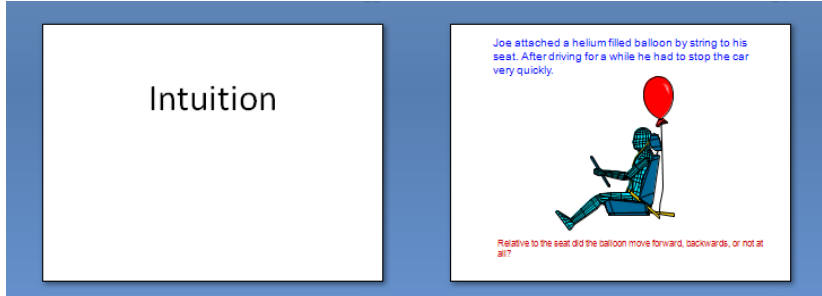 Intuition
Joe attached a helium filled balloon by string to his
seat. After driving for a while he had to stop the car
very quickly.
Relative to the seat did the balloon move forward, backwards, or not at
all?